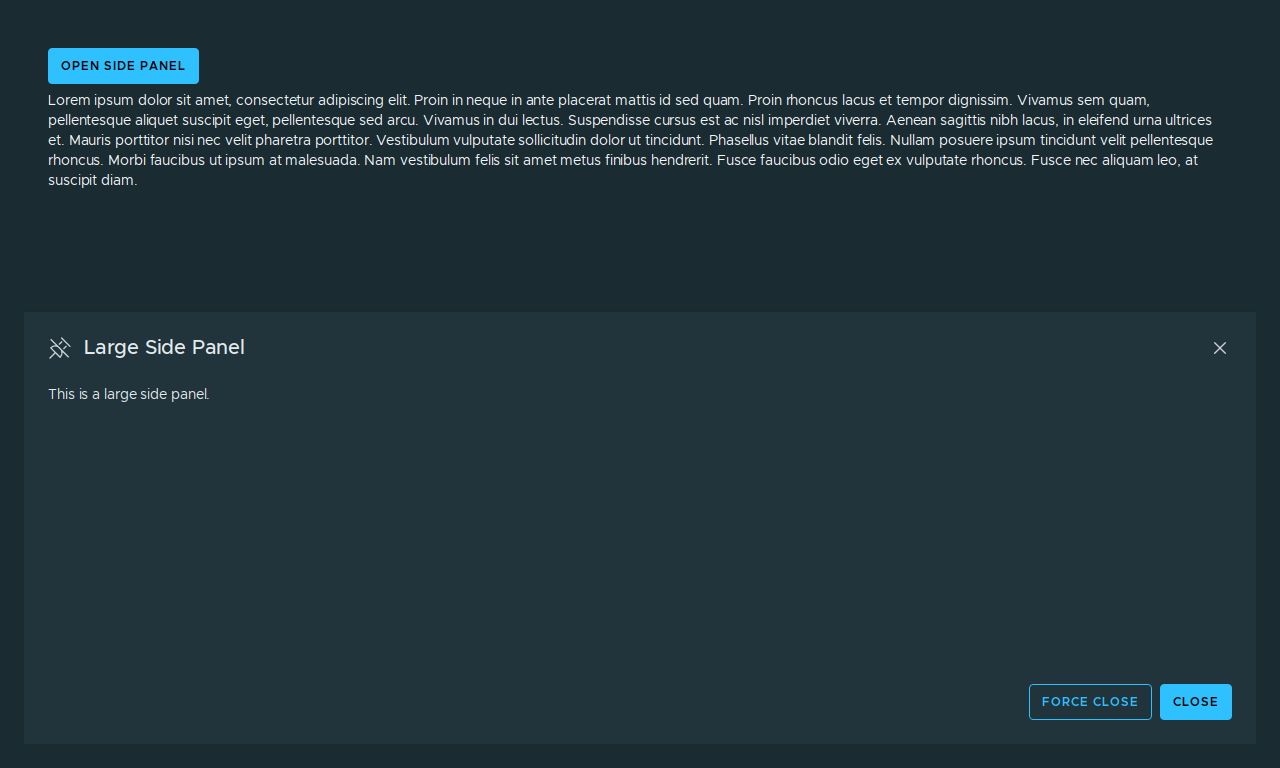 OPEN SIDE PANEL
Lorem ipsum dolor sit amet, consectetur adipiscing elit. Proin in neque in ante placerat mattis id sed quam. Proin rhoncus lacus et tempor dignissim. Vivamus sem quam,
pellentesque aliquet suscipit eget, pellentesque sed arcu. Vivamus in dui lectus. Suspendisse cursus est ac nisl imperdiet viverra. Aenean sagittis nibh lacus, in eleifend urna ultrices
et. Mauris porttitor nisi nec velit pharetra porttitor. Vestibulum vulputate sollicitudin dolor ut tincidunt. Phasellus vitae blandit felis. Nullam posuere ipsum tincidunt velit pellentesque
rhoncus. Morbi faucibus ut ipsum at malesuada. Nam vestibulum felis sit amet metus finibus hendrerit. Fusce faucibus odio eget ex vulputate rhoncus. Fusce nec aliquam leo, at
suscipit diam.
Large Side Panel
This is a large side panel.
FORCE CLOSE
CLOSE